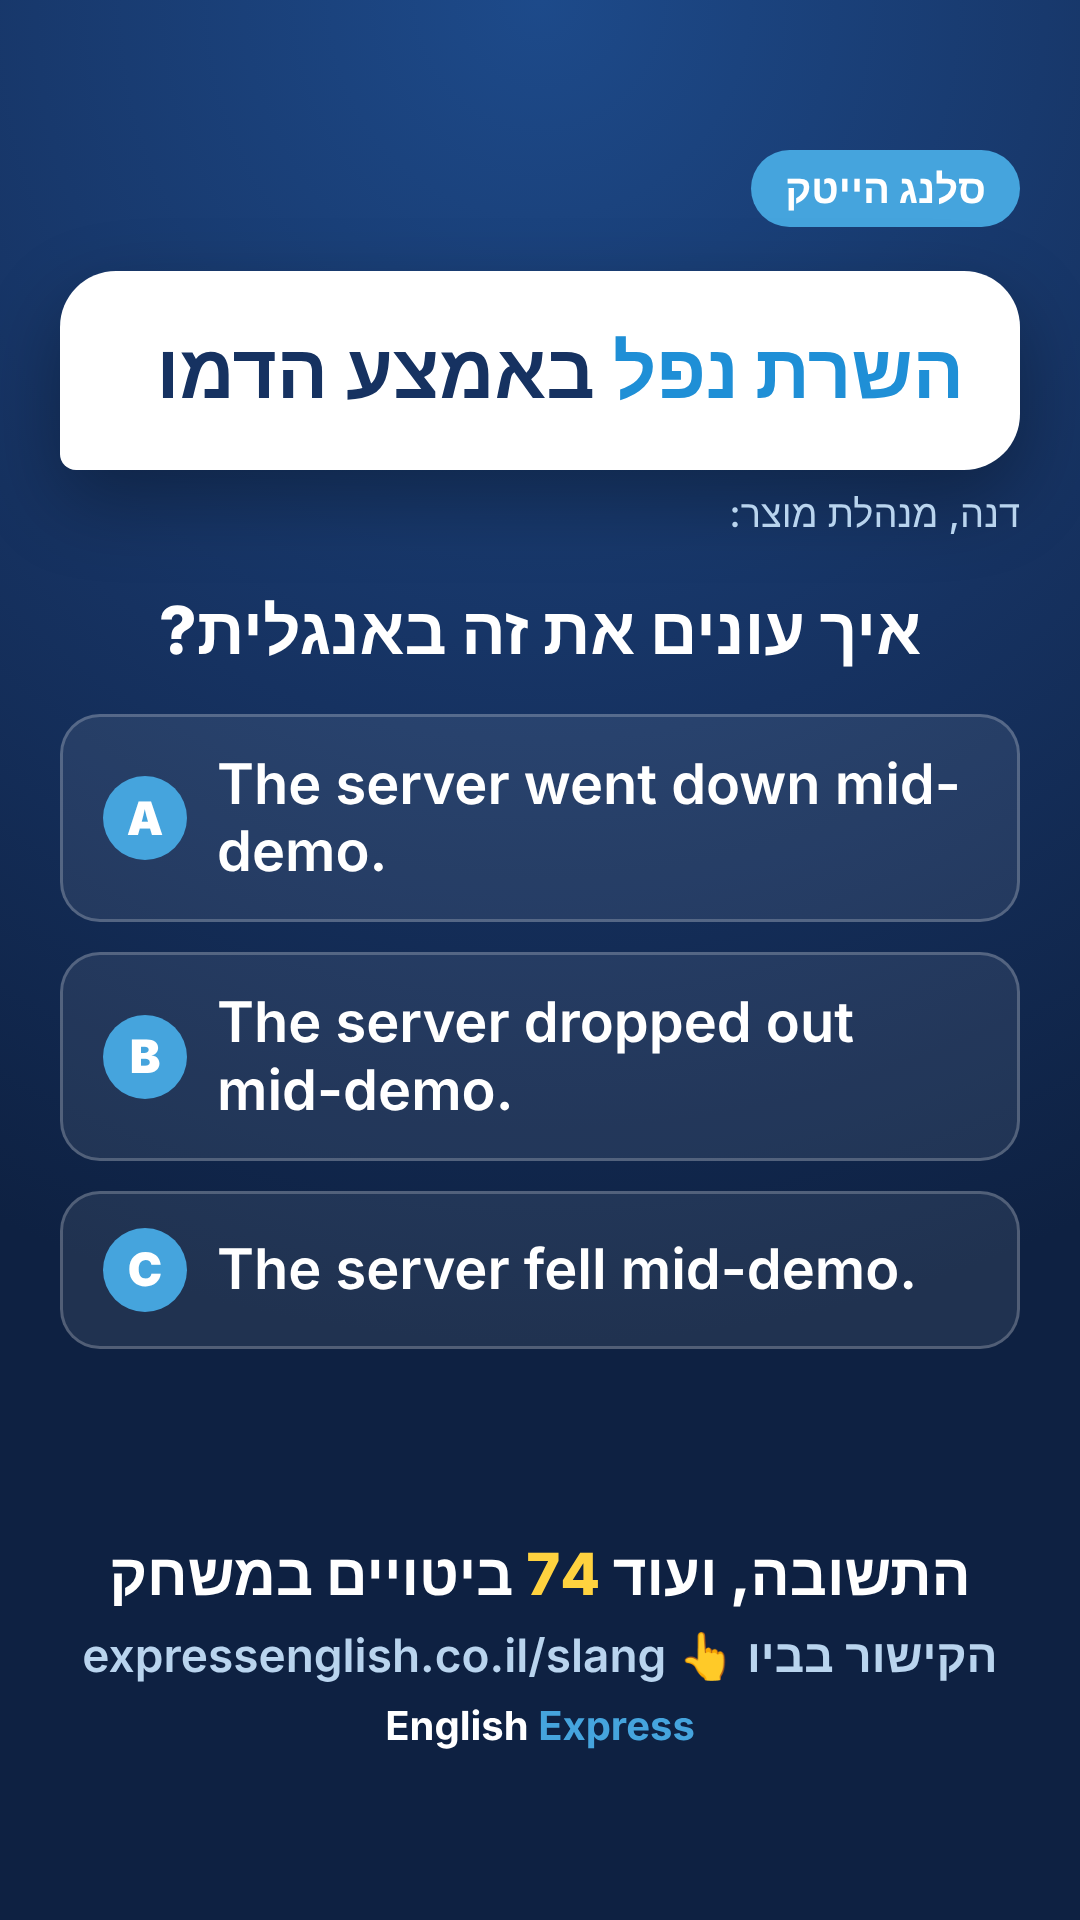 סלנג הייטק
השרת נפל באמצע הדמו
דנה, מנהלת מוצר:
איך עונים את זה באנגלית?
A The server went down mid-
demo.
B The server dropped out
mid-demo.
C The server fell mid-demo.
התשובה, ועוד 74 ביטויים במשחק
הקישור בביו 👆 expressenglish.co.il/slang
English Express